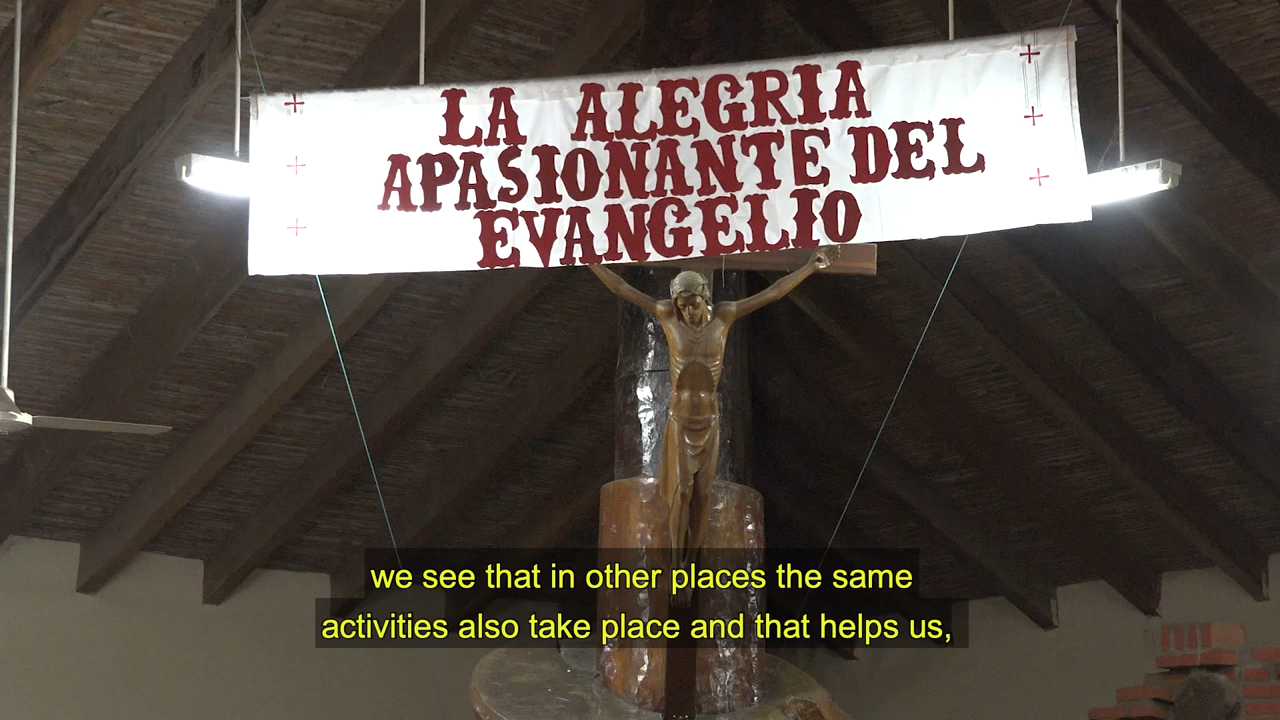 LA ALEGRIA
APASIONANTE DEL
EVANGELIO
we see that in other places the same
activities also take place and that helps us,